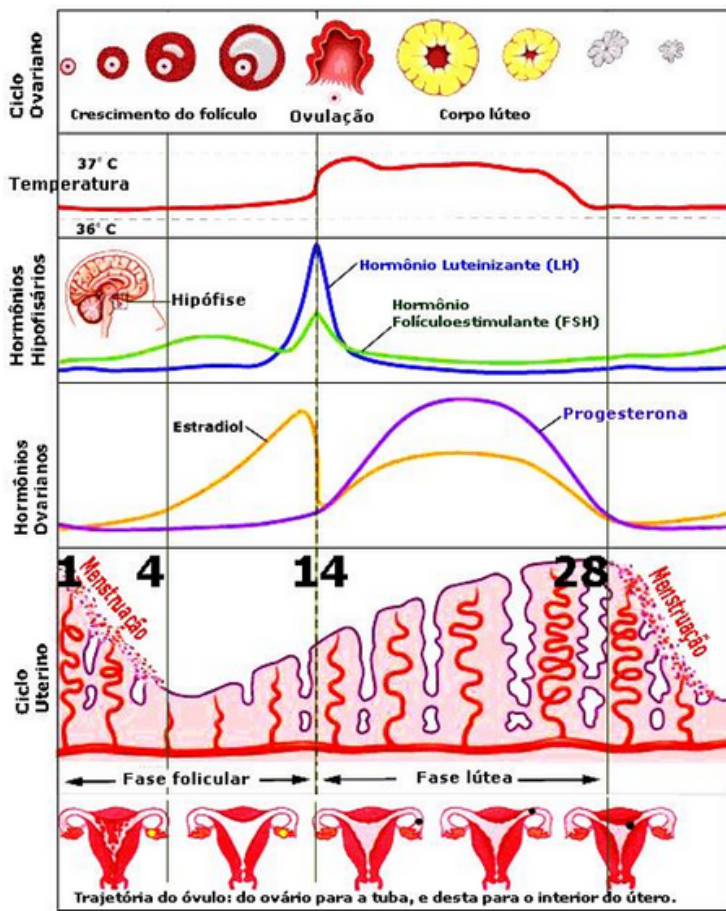 Ciclo
Ovariano
Crescimento do folículo
Ovulação
Corpo lúteo
37° C
Temperatura
36° C
Hormônios
Hipofisários
Hipófise
Hormônio Luteinizante (LH)
Hormônio
Folículoestimulante (FSH)
Hormônios
Ovarianos
Estradiol
Progesterona
Ciclo
Uterino
1 4 14 28
Menstruação
Menstruação
Fase folicular
Fase lútea
Trajetória do óvulo: do ovário para a tuba, e desta para o interior do útero.